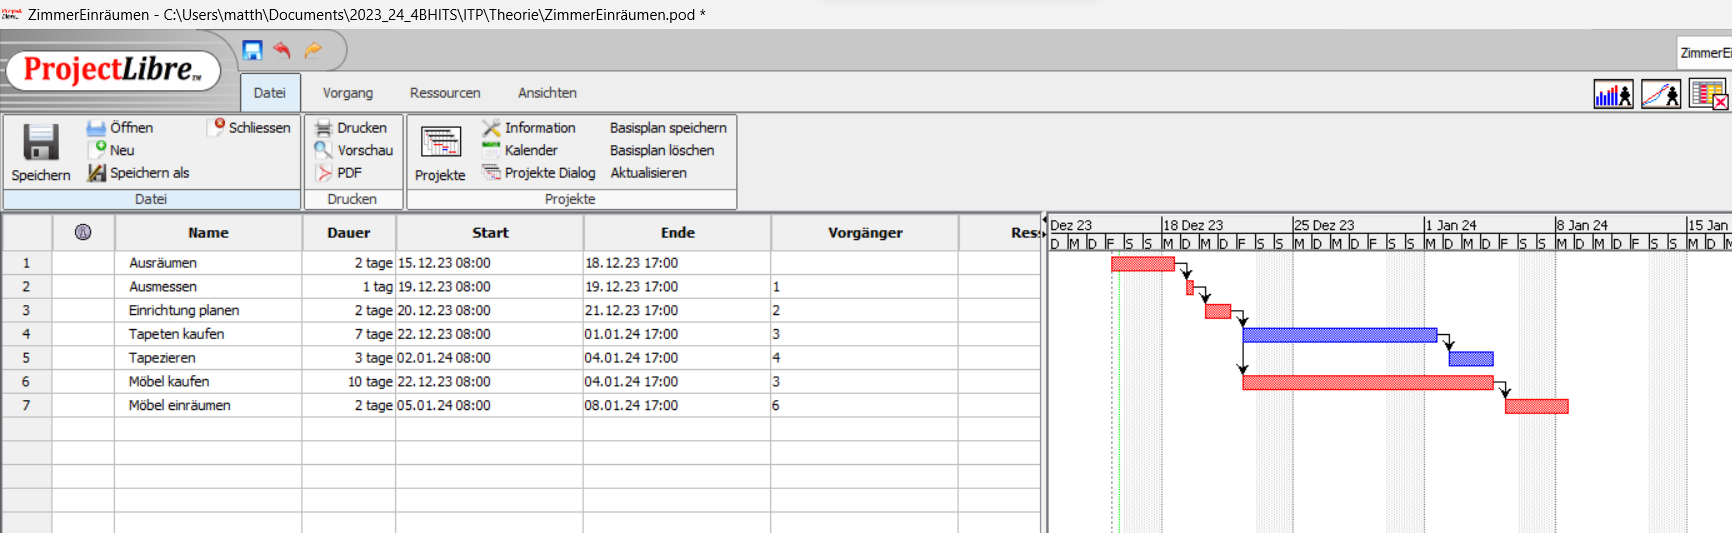 ZimmerEinräumen - C:\Users\matth\Documents\2023_24_4BHITS\ITP\Theorie\ZimmerEinräumen.pod *
ProjectLibre TM
ZimmerEi
Datei Vorgang Ressourcen Ansichten
Öffnen Schliessen Drucken Information Basisplan speichern
Neu Vorschau Kalender Basisplan löschen
Speichern Speichern als PDF Projekte Projekte Dialog Aktualisieren
Datei Drucken Projekte
Name Dauer Start Ende Vorgänger Ress
Dez 23 18 Dez 23 25 Dez 23 1 Jan 24 8 Jan 24 15 Jan
D M D F S S M D M D F S S M D M D F S S M D M D F S S M D M D F S S M D M
1 Ausräumen 2 tage 15.12.23 08:00 18.12.23 17:00
2 Ausmessen 1 tag 19.12.23 08:00 19.12.23 17:00 1
3 Einrichtung planen 2 tage 20.12.23 08:00 21.12.23 17:00 2
4 Tapeten kaufen 7 tage 22.12.23 08:00 01.01.24 17:00 3
5 Tapezieren 3 tage 02.01.24 08:00 04.01.24 17:00 4
6 Möbel kaufen 10 tage 22.12.23 08:00 04.01.24 17:00 3
7 Möbel einräumen 2 tage 05.01.24 08:00 08.01.24 17:00 6